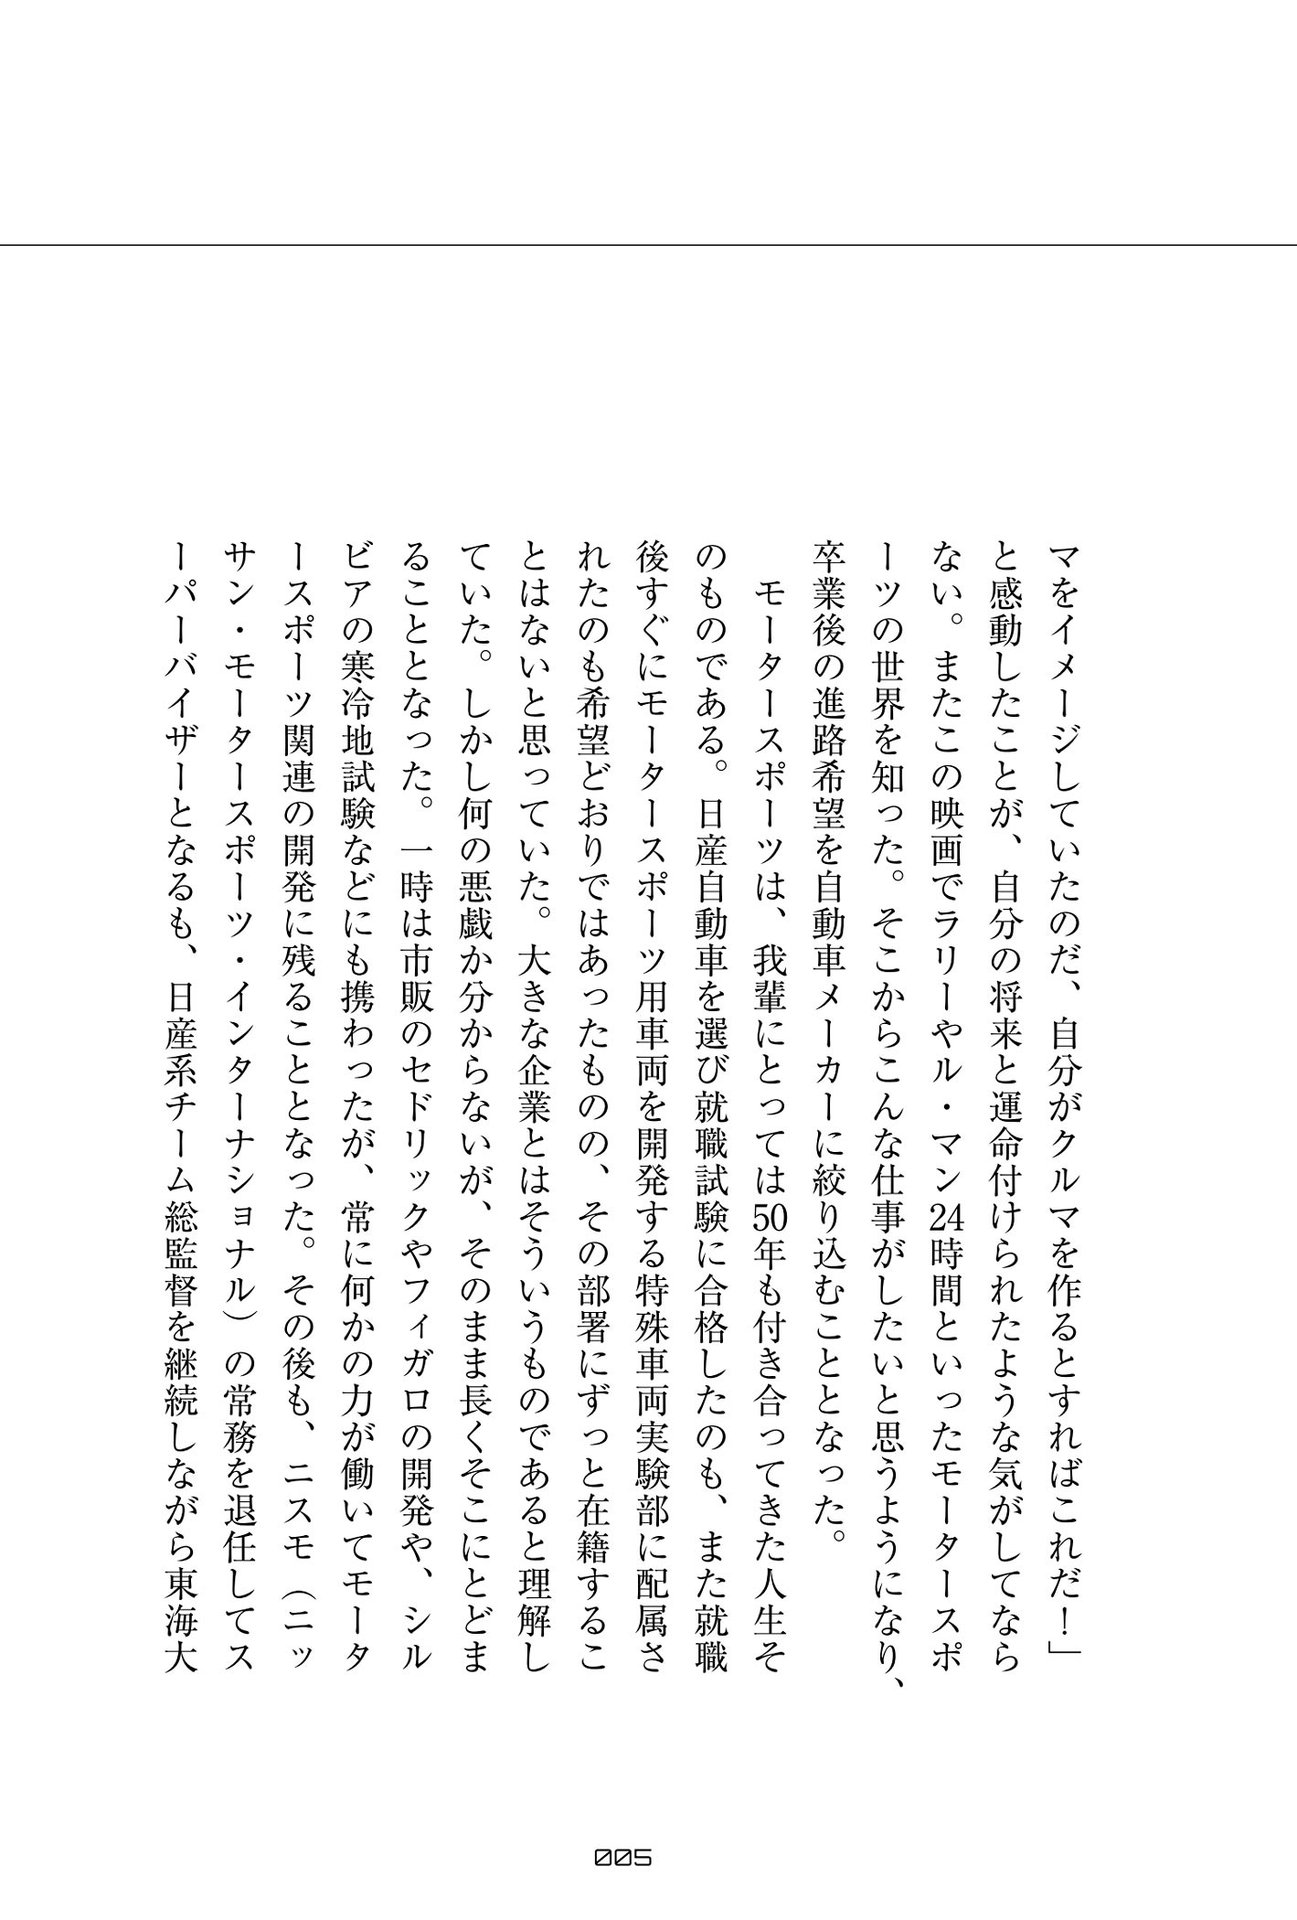 マをイメージしていたのだ、自分がクルマを作るとすればこれだ！」
と感動したことが、自分の将来と運命付けられたような気がしてなら
ない。またこの映画でラリーやル・マン24時間といったモータースポ
ーツの世界を知った。そこからこんな仕事がしたいと思うようになり、
卒業後の進路希望を自動車メーカーに絞り込むこととなった。
　モータースポーツは、我輩にとっては50年も付き合ってきた人生そ
のものである。日産自動車を選び就職試験に合格したのも、また就職
後すぐにモータースポーツ用車両を開発する特殊車両実験部に配属さ
れたのも希望どおりではあったものの、その部署にずっと在籍するこ
とはないと思っていた。大きな企業とはそういうものであると理解し
ていた。しかし何の悪戯か分からないが、そのまま長くそこにとどま
ることとなった。一時は市販のセドリックやフィガロの開発や、シル
ビアの寒冷地試験などにも携わったが、常に何かの力が働いてモータ
ースポーツ関連の開発に残ることとなった。その後も、ニスモ（ニッ
サン・モータースポーツ・インターナショナル）の常務を退任してス
ーパーバイザーとなるも、日産系チーム総監督を継続しながら東海大
005